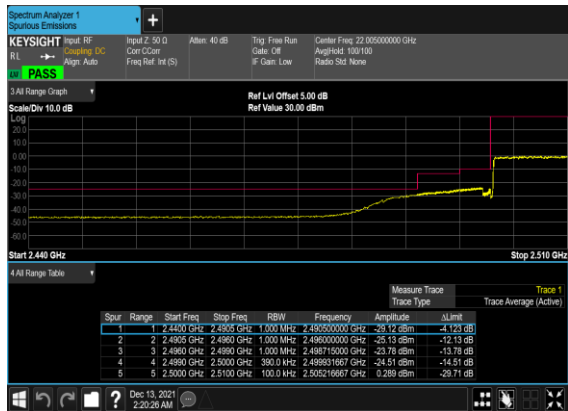 Spectrum Analyzer 1
Spurious Emissions
+
KEYSIGHT Input: RF Input Z: 50 Ω Atten: 40 dB Trig: Free Run Center Freq: 22.005000000 GHz
R L Coupling: DC Corr CCorr Gate: Off Avg|Hold: 100/100
Align: Auto Freq Ref: Int (S) IF Gain: Low Radio Std: None
PASS
3 All Range Graph
Ref Lvl Offset 5.00 dB
Scale/Div 10.0 dB Ref Value 30.00 dBm
Log
20.0
10.0
0.00
-10.0
-20.0
-30.0
-40.0
-50.0
-60.0
Start 2.440 GHz Stop 2.510 GHz
4 All Range Table
Measure Trace Trace 1
Trace Type Trace Average (Active)
Spur Range Start Freq Stop Freq RBW Frequency Amplitude ΔLimit
1 1 2.4400 GHz 2.4905 GHz 1.000 MHz 2.490500000 GHz -29.12 dBm -4.123 dB
2 2 2.4905 GHz 2.4960 GHz 1.000 MHz 2.496000000 GHz -25.13 dBm -12.13 dB
3 3 2.4960 GHz 2.4990 GHz 1.000 MHz 2.498715000 GHz -23.78 dBm -13.78 dB
4 4 2.4990 GHz 2.5000 GHz 390.0 kHz 2.499931667 GHz -24.51 dBm -14.51 dB
5 5 2.5000 GHz 2.5100 GHz 100.0 kHz 2.505216667 GHz 0.289 dBm -29.71 dB
? Dec 13, 2021
2:20:26 AM